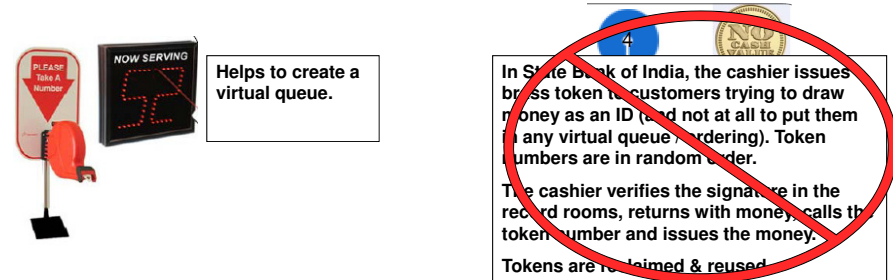 PLEASE
Take A
Number
NOW SERVING
52
Helps to create a
virtual queue.
4
NO
CASH
VALUE
In State Bank of India, the cashier issues
brass token to customers trying to draw
money as an ID (and not at all to put them
in any virtual queue / ordering). Token
numbers are in random order.
The cashier verifies the signature in the
record rooms, returns with money, calls the
token number and issues the money.
Tokens are reclaimed & reused